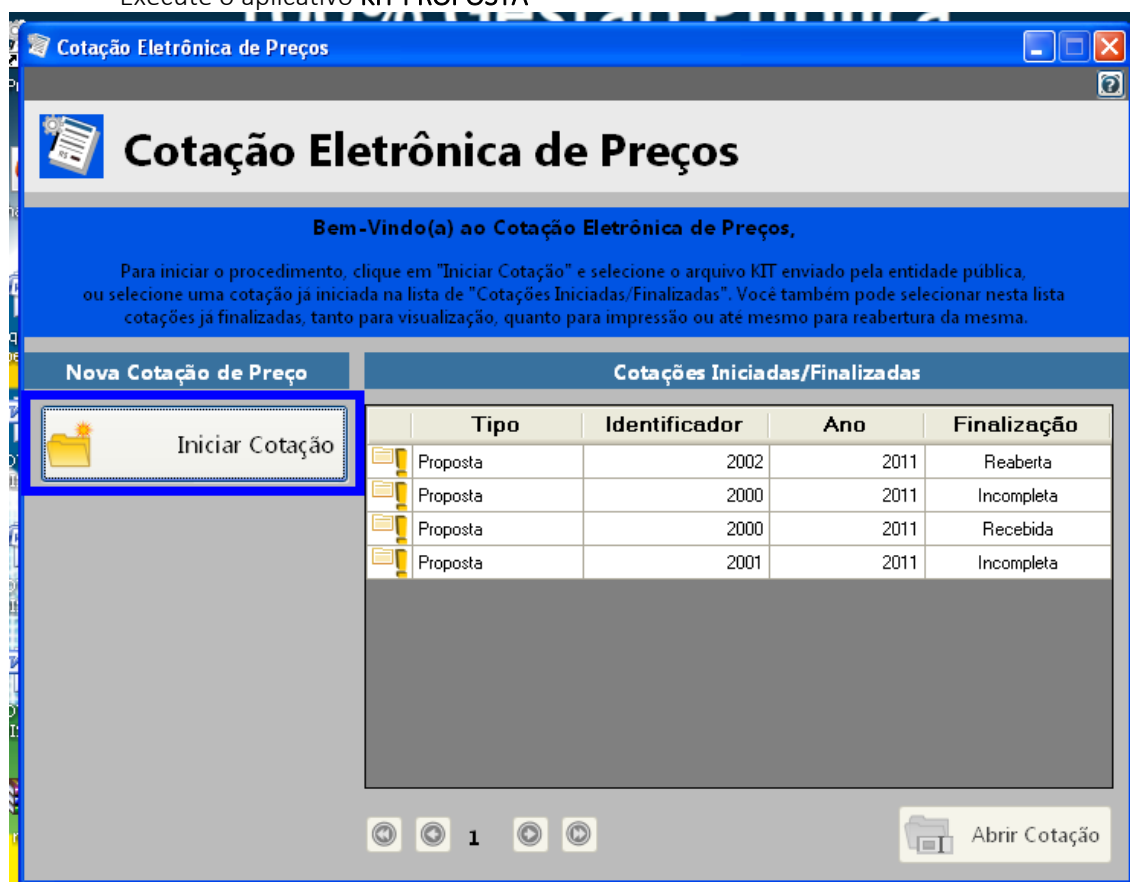 Execute o aplicativo KIT PROPOSTA
Cotação Eletrônica de Preços
Cotação Eletrônica de Preços
Bem-Vindo(a) ao Cotação Eletrônica de Preços,
Para iniciar o procedimento, clique em "Iniciar Cotação" e selecione o arquivo KIT enviado pela entidade pública,
ou selecione uma cotação já iniciada na lista de "Cotações Iniciadas/Finalizadas". Você também pode selecionar nesta lista
cotações já finalizadas, tanto para visualização, quanto para impressão ou até mesmo para reabertura da mesma.
Nova Cotação de Preço
Cotações Iniciadas/Finalizadas
Iniciar Cotação
Tipo Identificador Ano Finalização
Proposta 2002 2011 Reaberta
Proposta 2000 2011 Incompleta
Proposta 2000 2011 Recebida
Proposta 2001 2011 Incompleta
1
Abrir Cotação